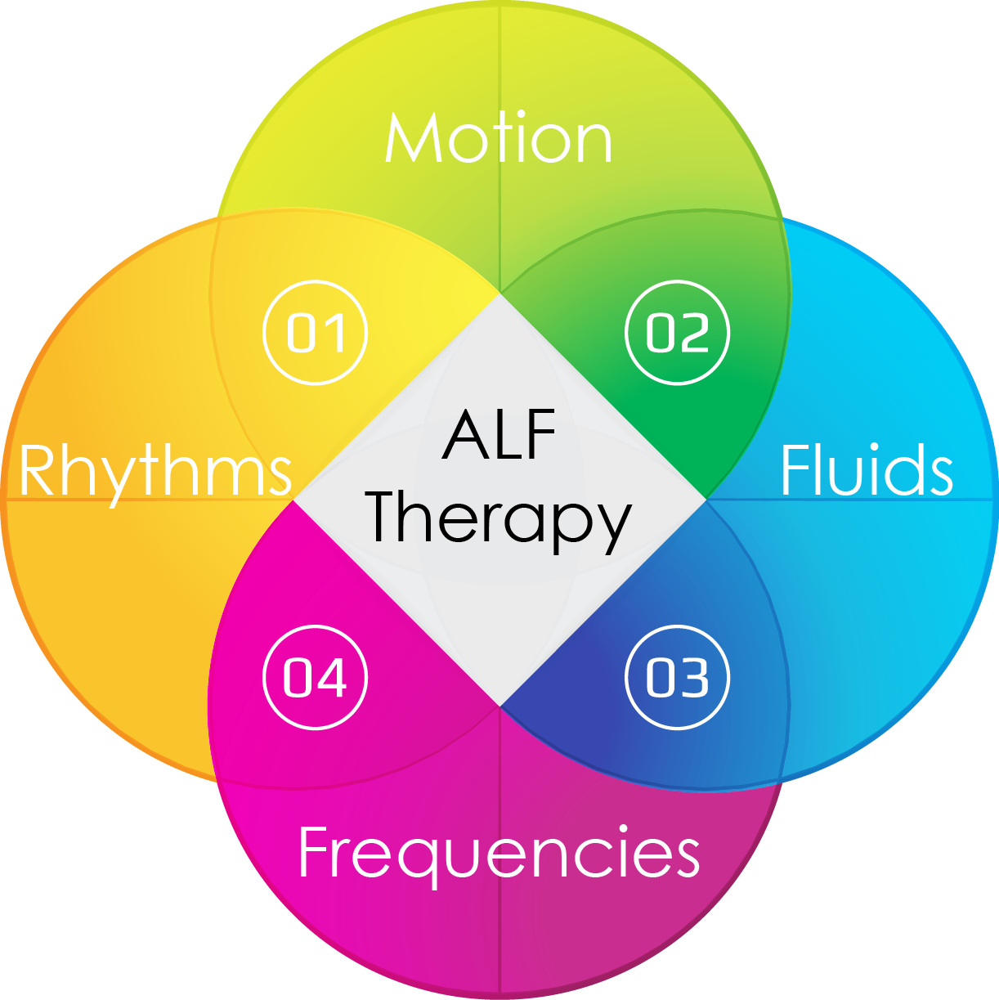 Motion
01
02
Rhythms
ALF
Therapy
Fluids
04
03
Frequencies